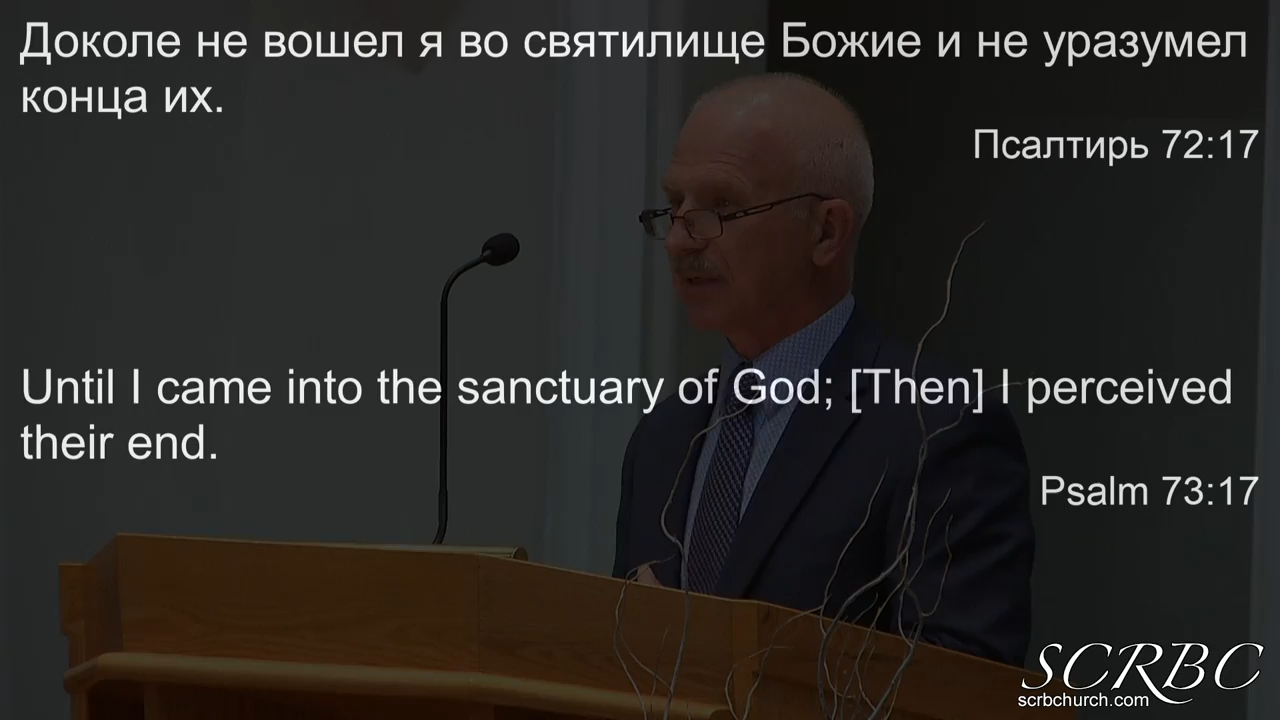 Доколе не вошел я во святилище Божие и не уразумел
конца их.
Псалтирь 72:17
Until I came into the sanctuary of God; [Then] I perceived
their end.
Psalm 73:17
SCRBC
scrbchurch.com